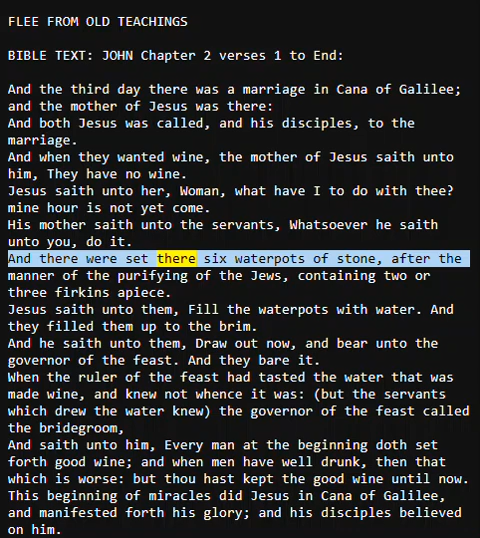 FLEE FROM OLD TEACHINGS
BIBLE TEXT: JOHN Chapter 2 verses 1 to End:
And the third day there was a marriage in Cana of Galilee;
and the mother of Jesus was there:
And both Jesus was called, and his disciples, to the
marriage.
And when they wanted wine, the mother of Jesus saith unto
him, They have no wine.
Jesus saith unto her, Woman, what have I to do with thee?
mine hour is not yet come.
His mother saith unto the servants, Whatsoever he saith
unto you, do it.
And there were set there six waterpots of stone, after the
manner of the purifying of the Jews, containing two or
three firkins apiece.
Jesus saith unto them, Fill the waterpots with water. And
they filled them up to the brim.
And he saith unto them, Draw out now, and bear unto the
governor of the feast. And they bare it.
When the ruler of the feast had tasted the water that was
made wine, and knew not whence it was: (but the servants
which drew the water knew) the governor of the feast called
the bridegroom,
And saith unto him, Every man at the beginning doth set
forth good wine; and when men have well drunk, then that
which is worse: but thou hast kept the good wine until now.
This beginning of miracles did Jesus in Cana of Galilee,
and manifested forth his glory; and his disciples believed
on him.